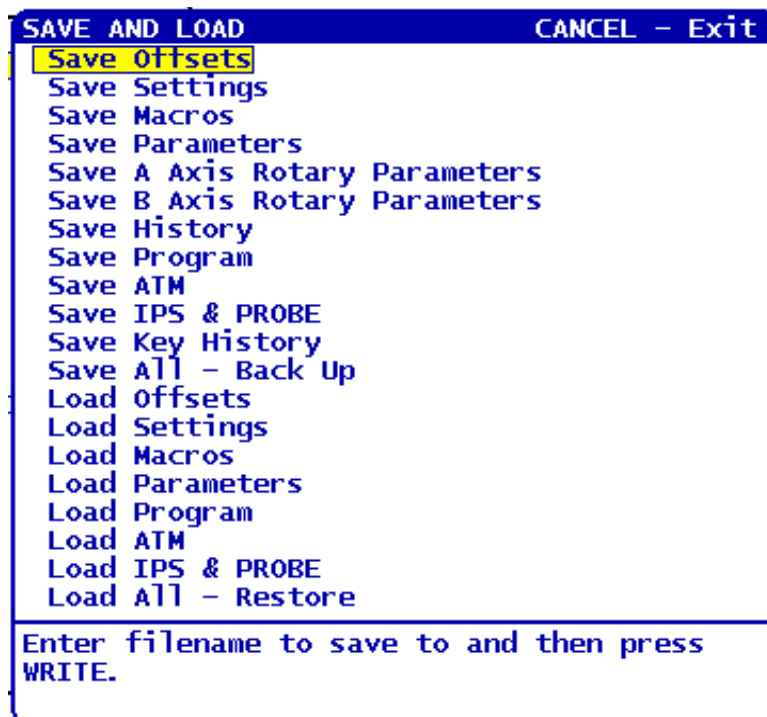 SAVE AND LOAD CANCEL - Exit
Save Offsets
Save Settings
Save Macros
Save Parameters
Save A Axis Rotary Parameters
Save B Axis Rotary Parameters
Save History
Save Program
Save ATM
Save IPS & PROBE
Save Key History
Save All - Back Up
Load Offsets
Load Settings
Load Macros
Load Parameters
Load Program
Load ATM
Load IPS & PROBE
Load All - Restore
Enter filename to save to and then press
WRITE.